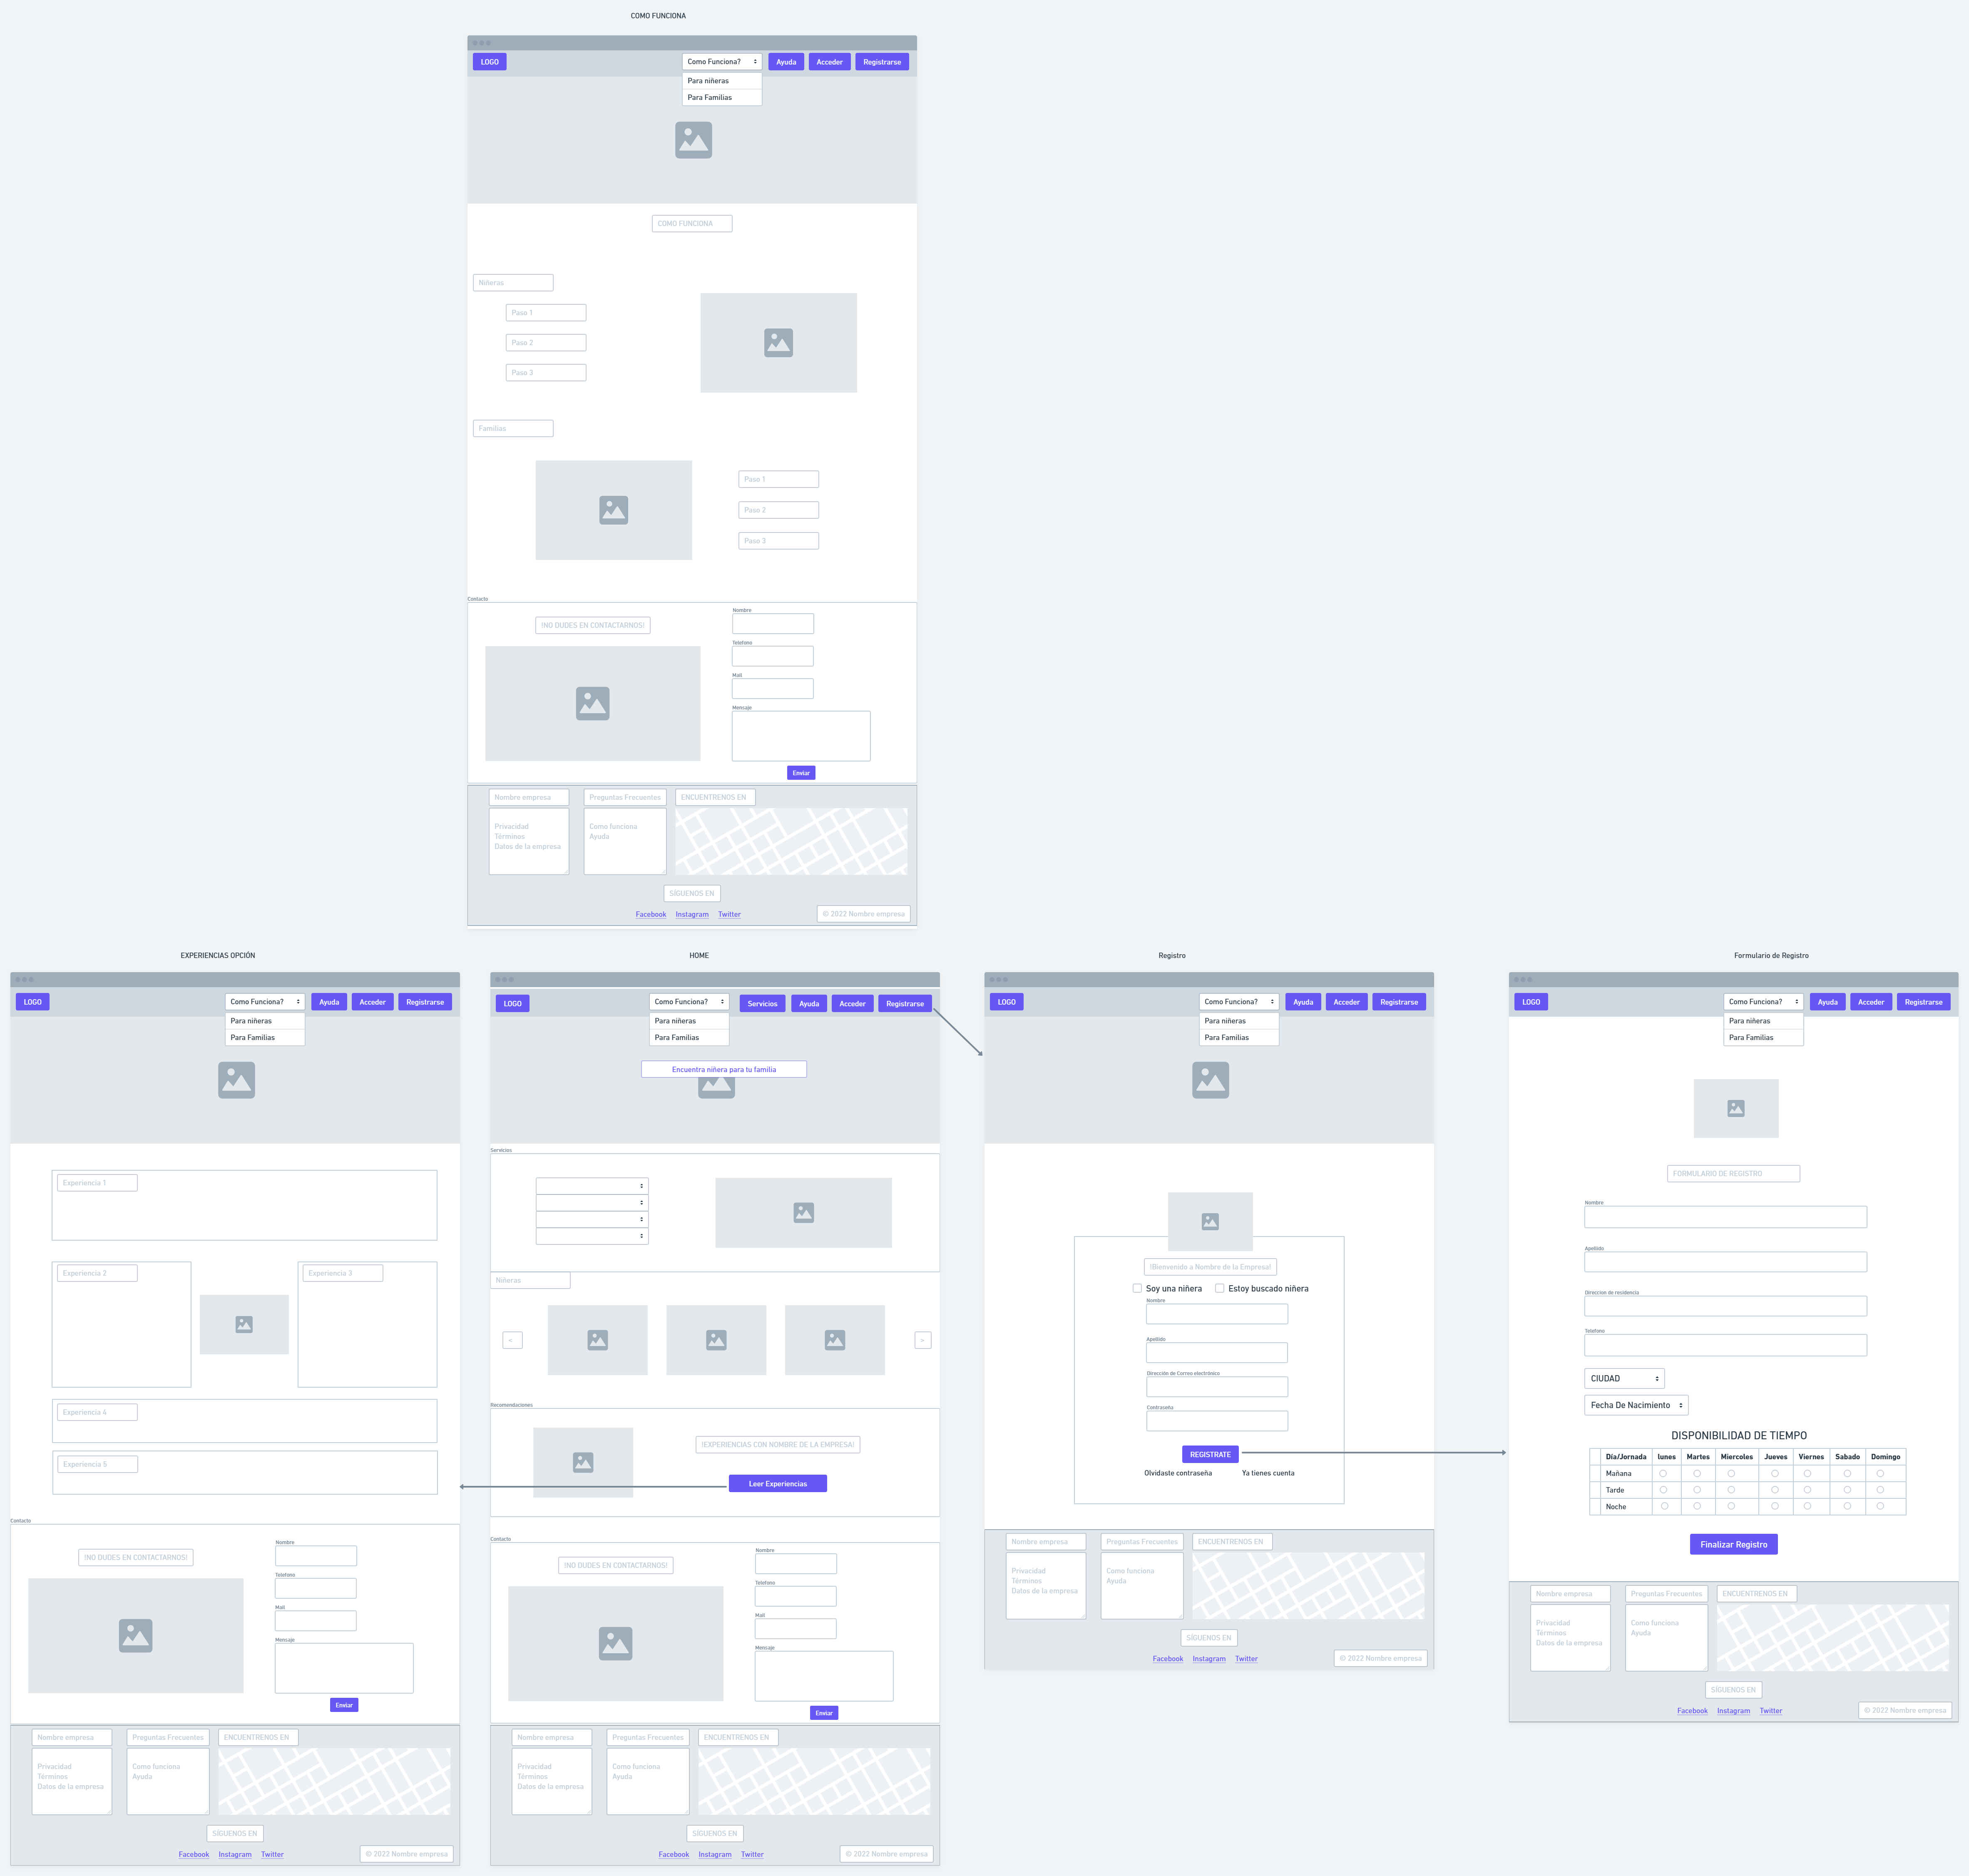 COMO FUNCIONA
LOGO
Como Funciona?
Ayuda
Acceder
Registrarse
Para niñeras
Para Familias
COMO FUNCIONA
Niñeras
Paso 1
Paso 2
Paso 3
Familias
Paso 1
Paso 2
Paso 3
Contacto
!NO DUDES EN CONTACTARNOS!
Nombre
Telefono
Mail
Mensaje
Enviar
Nombre empresa
Preguntas Frecuentes
ENCUENTRENOS EN
Privacidad
Términos
Datos de la empresa
Como funciona
Ayuda
SÍGUENOS EN
Facebook Instagram Twitter
© 2022 Nombre empresa
EXPERIENCIAS OPCIÓN
LOGO
Como Funciona?
Ayuda
Acceder
Registrarse
Para niñeras
Para Familias
Experiencia 1
Experiencia 2
Experiencia 3
Experiencia 4
Experiencia 5
Contacto
!NO DUDES EN CONTACTARNOS!
Nombre
Telefono
Mail
Mensaje
Enviar
Nombre empresa
Preguntas Frecuentes
ENCUENTRENOS EN
Privacidad
Términos
Datos de la empresa
Como funciona
Ayuda
SÍGUENOS EN
Facebook Instagram Twitter
© 2022 Nombre empresa
HOME
LOGO
Como Funciona?
Servicios
Ayuda
Acceder
Registrarse
Para niñeras
Para Familias
Encuentra niñera para tu familia
Servicios
Niñeras
<
>
Recomendaciones
!EXPERIENCIAS CON NOMBRE DE LA EMPRESA!
Leer Experiencias
Contacto
!NO DUDES EN CONTACTARNOS!
Nombre
Telefono
Mail
Mensaje
Enviar
Nombre empresa
Preguntas Frecuentes
ENCUENTRENOS EN
Privacidad
Términos
Datos de la empresa
Como funciona
Ayuda
SÍGUENOS EN
Facebook Instagram Twitter
© 2022 Nombre empresa
Registro
LOGO
Como Funciona?
Ayuda
Acceder
Registrarse
Para niñeras
Para Familias
!Bienvenido a Nombre de la Empresa!
Soy una niñera
Estoy buscado niñera
Nombre
Apellido
Dirección de Correo electrónico
Contraseña
REGISTRATE
Olvidaste contraseña
Ya tienes cuenta
Nombre empresa
Preguntas Frecuentes
ENCUENTRENOS EN
Privacidad
Términos
Datos de la empresa
Como funciona
Ayuda
SÍGUENOS EN
Facebook Instagram Twitter
© 2022 Nombre empresa
Formulario de Registro
LOGO
Como Funciona?
Ayuda
Acceder
Registrarse
Para niñeras
Para Familias
FORMULARIO DE REGISTRO
Nombre
Apellido
Direccion de residencia
Telefono
CIUDAD
Fecha De Nacimiento
DISPONIBILIDAD DE TIEMPO
Día/Jornada lunes Martes Miercoles Jueves Viernes Sabado Domingo
Mañana
Tarde
Noche
Finalizar Registro
Nombre empresa
Preguntas Frecuentes
ENCUENTRENOS EN
Privacidad
Términos
Datos de la empresa
Como funciona
Ayuda
SÍGUENOS EN
Facebook Instagram Twitter
© 2022 Nombre empresa